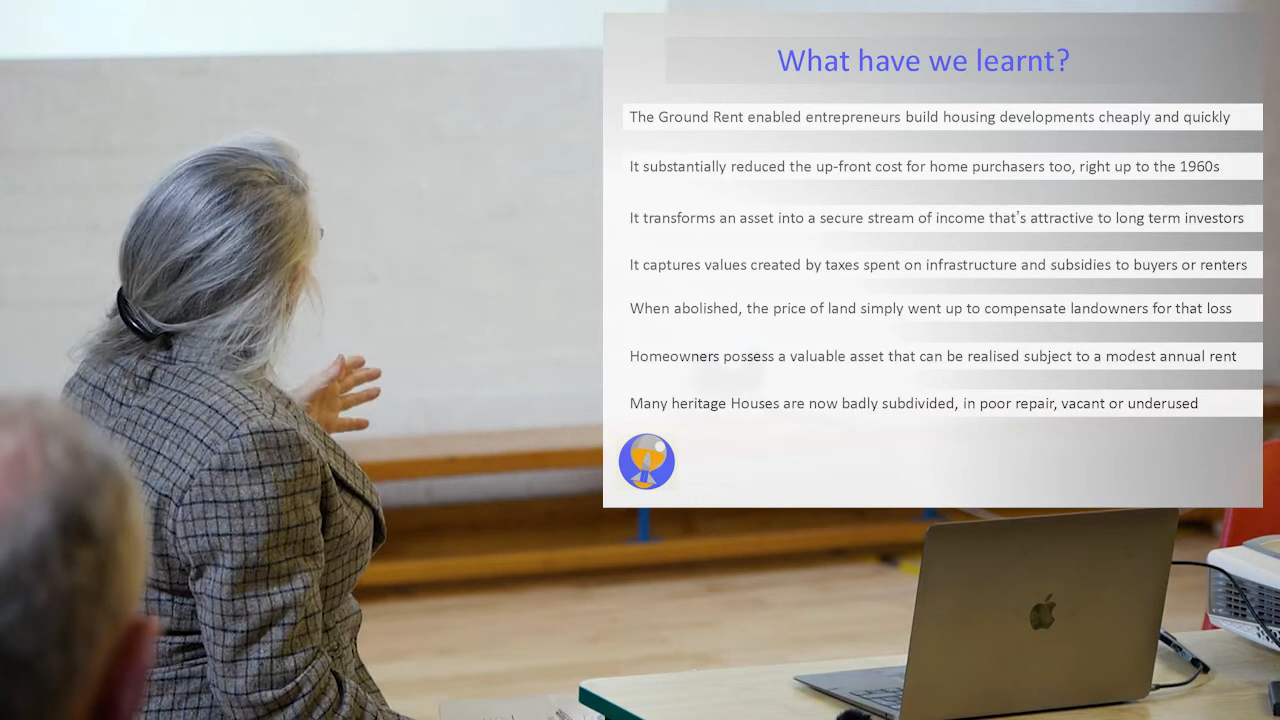 What have we learnt?
The Ground Rent enabled entrepreneurs build housing developments cheaply and quickly
It substantially reduced the up-front cost for home purchasers too, right up to the 1960s
It transforms an asset into a secure stream of income that's attractive to long term investors
It captures values created by taxes spent on infrastructure and subsidies to buyers or renters
When abolished, the price of land simply went up to compensate landowners for that loss
Homeowners possess a valuable asset that can be realised subject to a modest annual rent
Many heritage Houses are now badly subdivided, in poor repair, vacant or underused